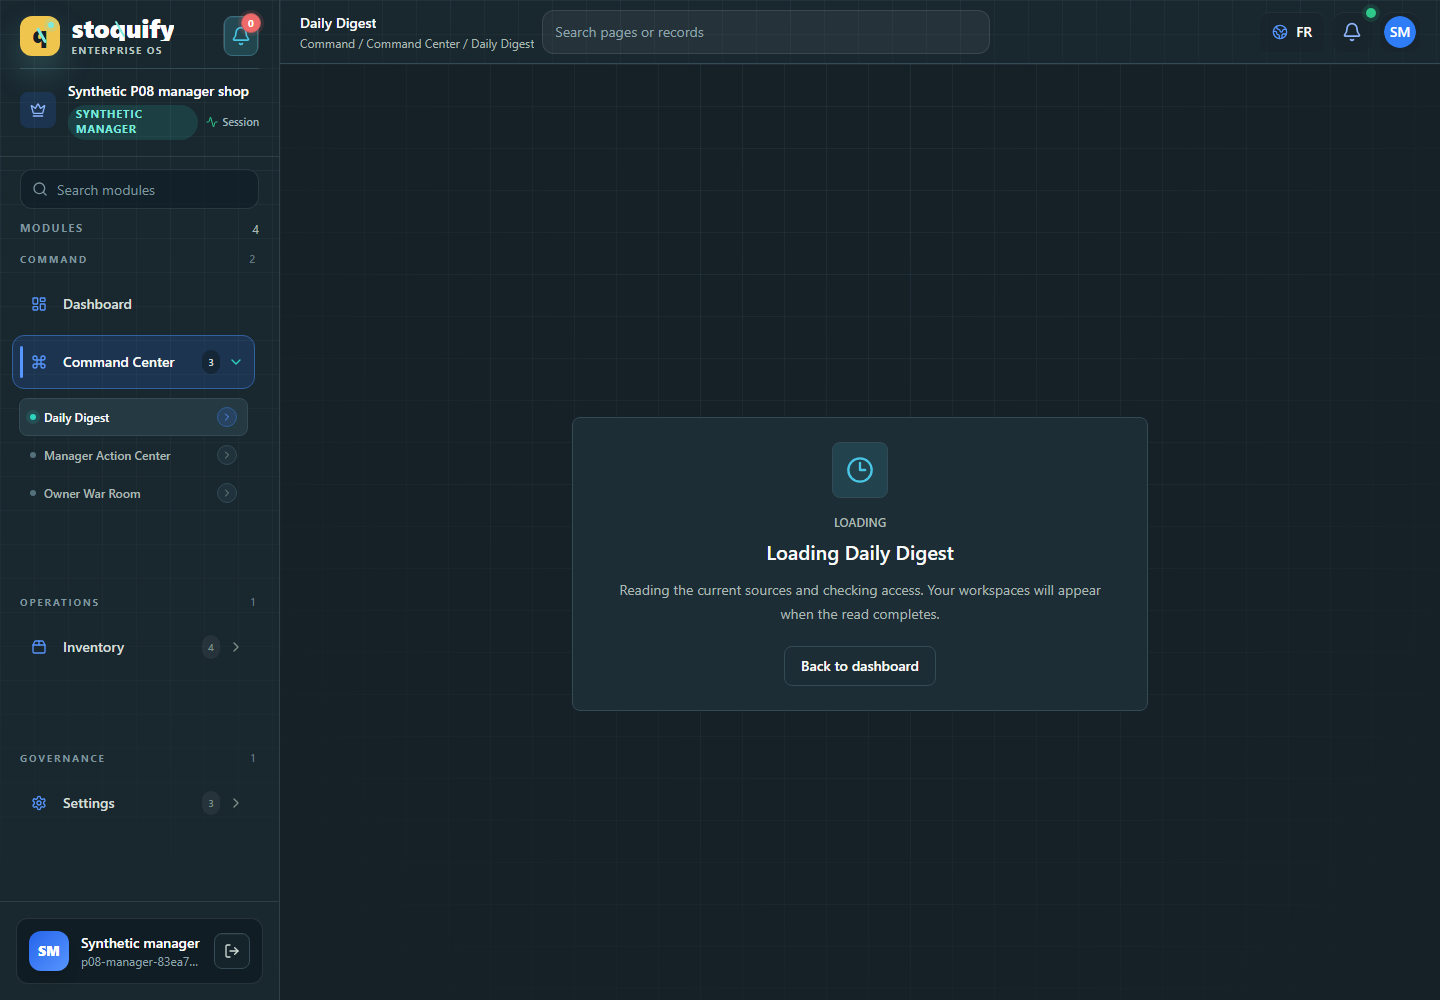 stoquify
ENTERPRISE OS
0
Synthetic P08 manager shop
SYNTHETIC MANAGER
Session
Search modules
MODULES 4
COMMAND 2
Dashboard
Command Center 3
Daily Digest
Manager Action Center
Owner War Room
OPERATIONS 1
Inventory 4
GOVERNANCE 1
Settings 3
SM
Synthetic manager
p08-manager-83ea7...
Daily Digest
Command / Command Center / Daily Digest
Search pages or records
FR
SM
LOADING
Loading Daily Digest
Reading the current sources and checking access. Your workspaces will appear
when the read completes.
Back to dashboard